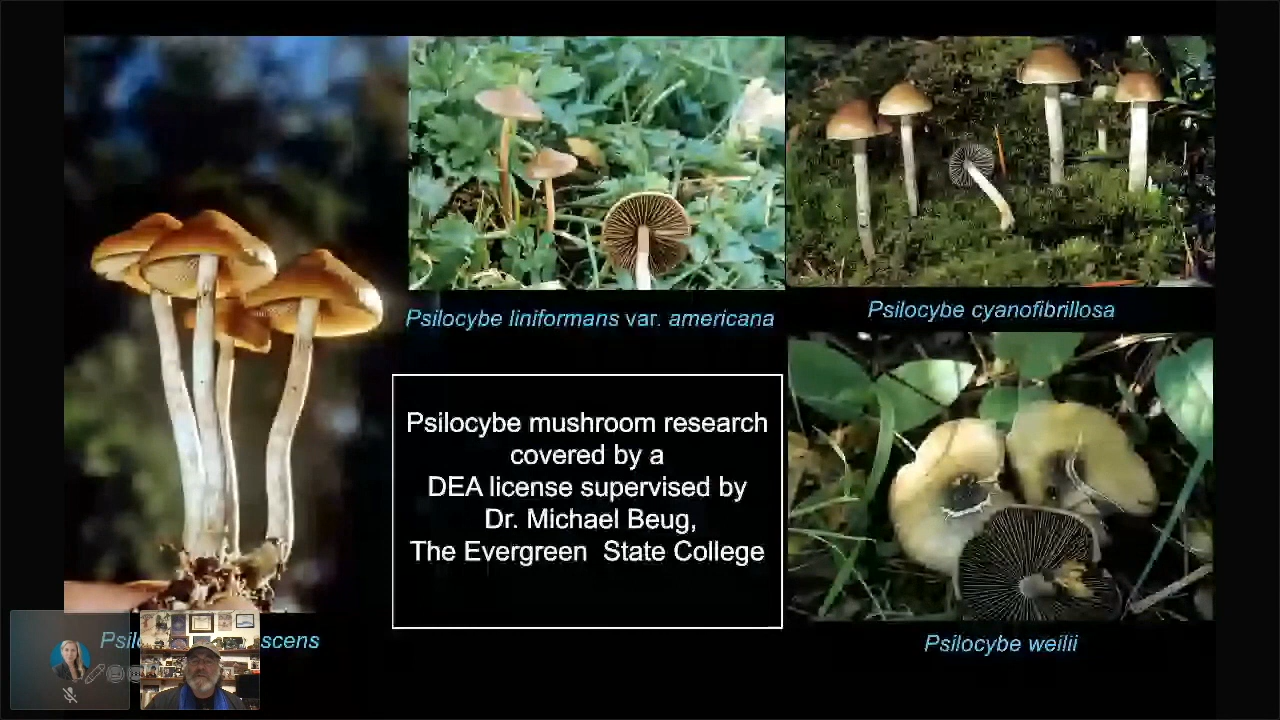 Psilocybe liniformans var. americana
Psilocybe cyanofibrillosa
Psilocybe mushroom research
covered by a
DEA license supervised by
Dr. Michael Beug,
The Evergreen State College
Psilocybe weilii